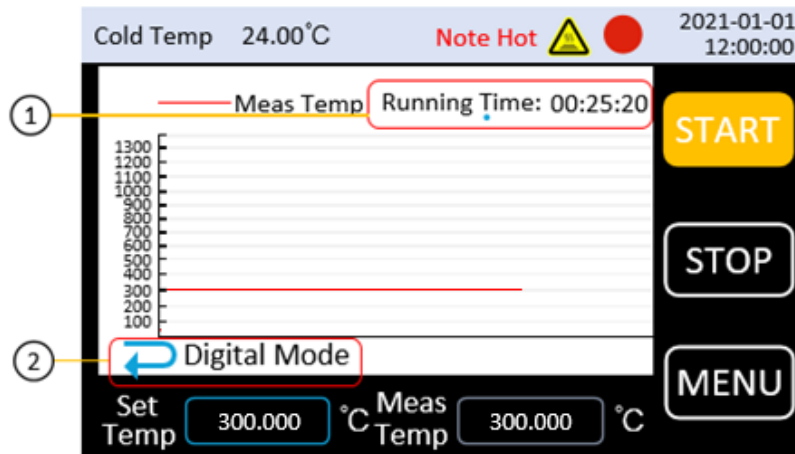 Cold Temp 24.00°C Note Hot 2021-01-01
12:00:00
1
Meas Temp Running Time: 00:25:20
START
1300
1200
1100
1000
900
800
700
600
500
400
300
200
100
STOP
2
Digital Mode
MENU
Set Temp 300.000 °C Meas Temp 300.000 °C